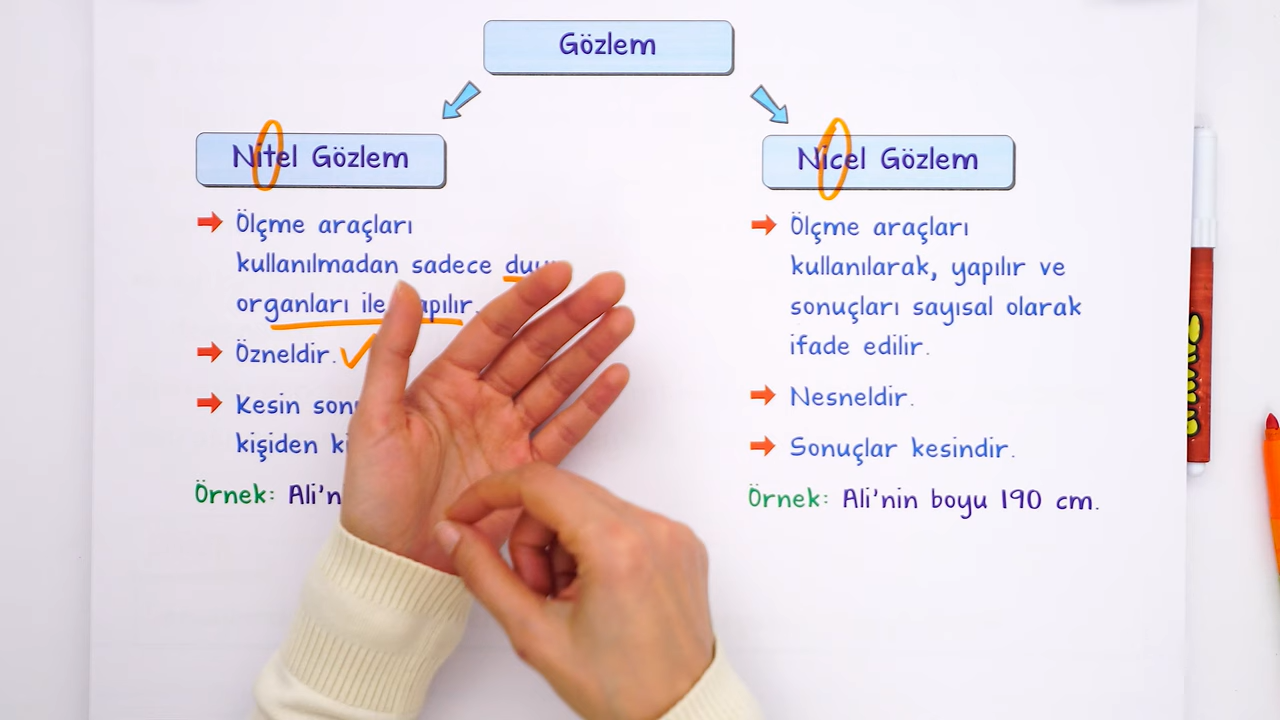 Gözlem
Nitel Gözlem
Ölçme araçları
kullanılmadan sadece
organları ile yapılır.
Özneldir.
Kesin
kişiden
Örnek:
Nicel Gözlem
Ölçme araçları
kullanılarak, yapılır ve
sonuçları sayısal olarak
ifade edilir.
Nesneldir.
Sonuçlar kesindir.
Örnek: Ali'nin boyu 190 cm.